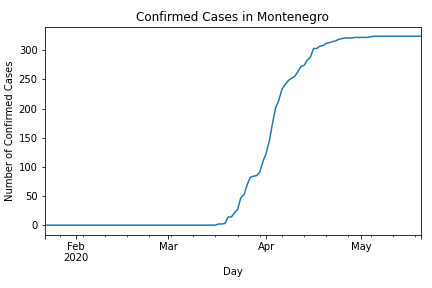 Confirmed Cases in Montenegro
Number of Confirmed Cases
300
250
200
150
100
50
0
Feb
2020
Mar
Apr
May
Day